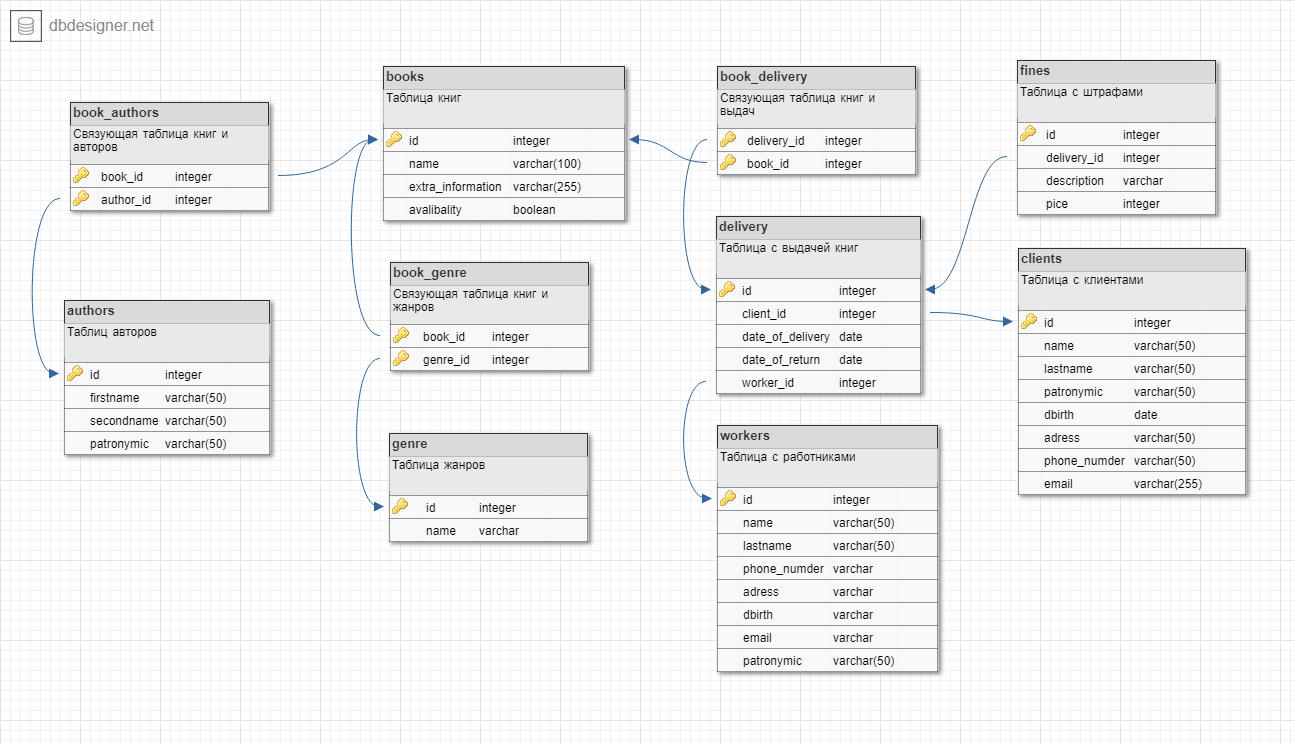 dbdesigner.net
book_authors
Связующая таблица книг и
авторов
book_id integer
author_id integer
authors
Таблиц авторов
id integer
firstname varchar(50)
secondname varchar(50)
patronymic varchar(50)
books
Таблица книг
id integer
name varchar(100)
extra_information varchar(255)
avalibality boolean
book_genre
Связующая таблица книг и
жанров
book_id integer
genre_id integer
genre
Таблица жанров
id integer
name varchar
book_delivery
Связующая таблица книг и
выдач
delivery_id integer
book_id integer
delivery
Таблица с выдачей книг
id integer
client_id integer
date_of_delivery date
date_of_return date
worker_id integer
workers
Таблица с работниками
id integer
name varchar(50)
lastname varchar(50)
phone_numder varchar
adress varchar
dbirth varchar
email varchar
patronymic varchar(50)
fines
Таблица с штрафами
id integer
delivery_id integer
description varchar
pice integer
clients
Таблица с клиентами
id integer
name varchar(50)
lastname varchar(50)
patronymic varchar(50)
dbirth date
adress varchar(50)
phone_numder varchar(50)
email varchar(255)